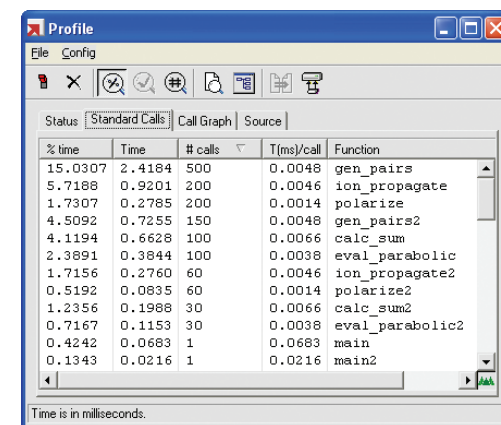 Profile
File Config
Status Standard Calls Call Graph Source
% time Time # calls T(ms)/call Function
15.0307 2.4184 500 0.0048 gen_pairs
5.7188 0.9201 200 0.0046 ion_propagate
1.7307 0.2785 200 0.0014 polarize
4.5092 0.7255 150 0.0048 gen_pairs2
4.1194 0.6628 100 0.0066 calc_sum
2.3891 0.3844 100 0.0038 eval_parabolic
1.7156 0.2760 60 0.0046 ion_propagate2
0.5192 0.0835 60 0.0014 polarize2
1.2356 0.1988 30 0.0066 calc_sum2
0.7167 0.1153 30 0.0038 eval_parabolic2
0.4242 0.0683 1 0.0683 main
0.1343 0.0216 1 0.0216 main2
Time is in milliseconds.